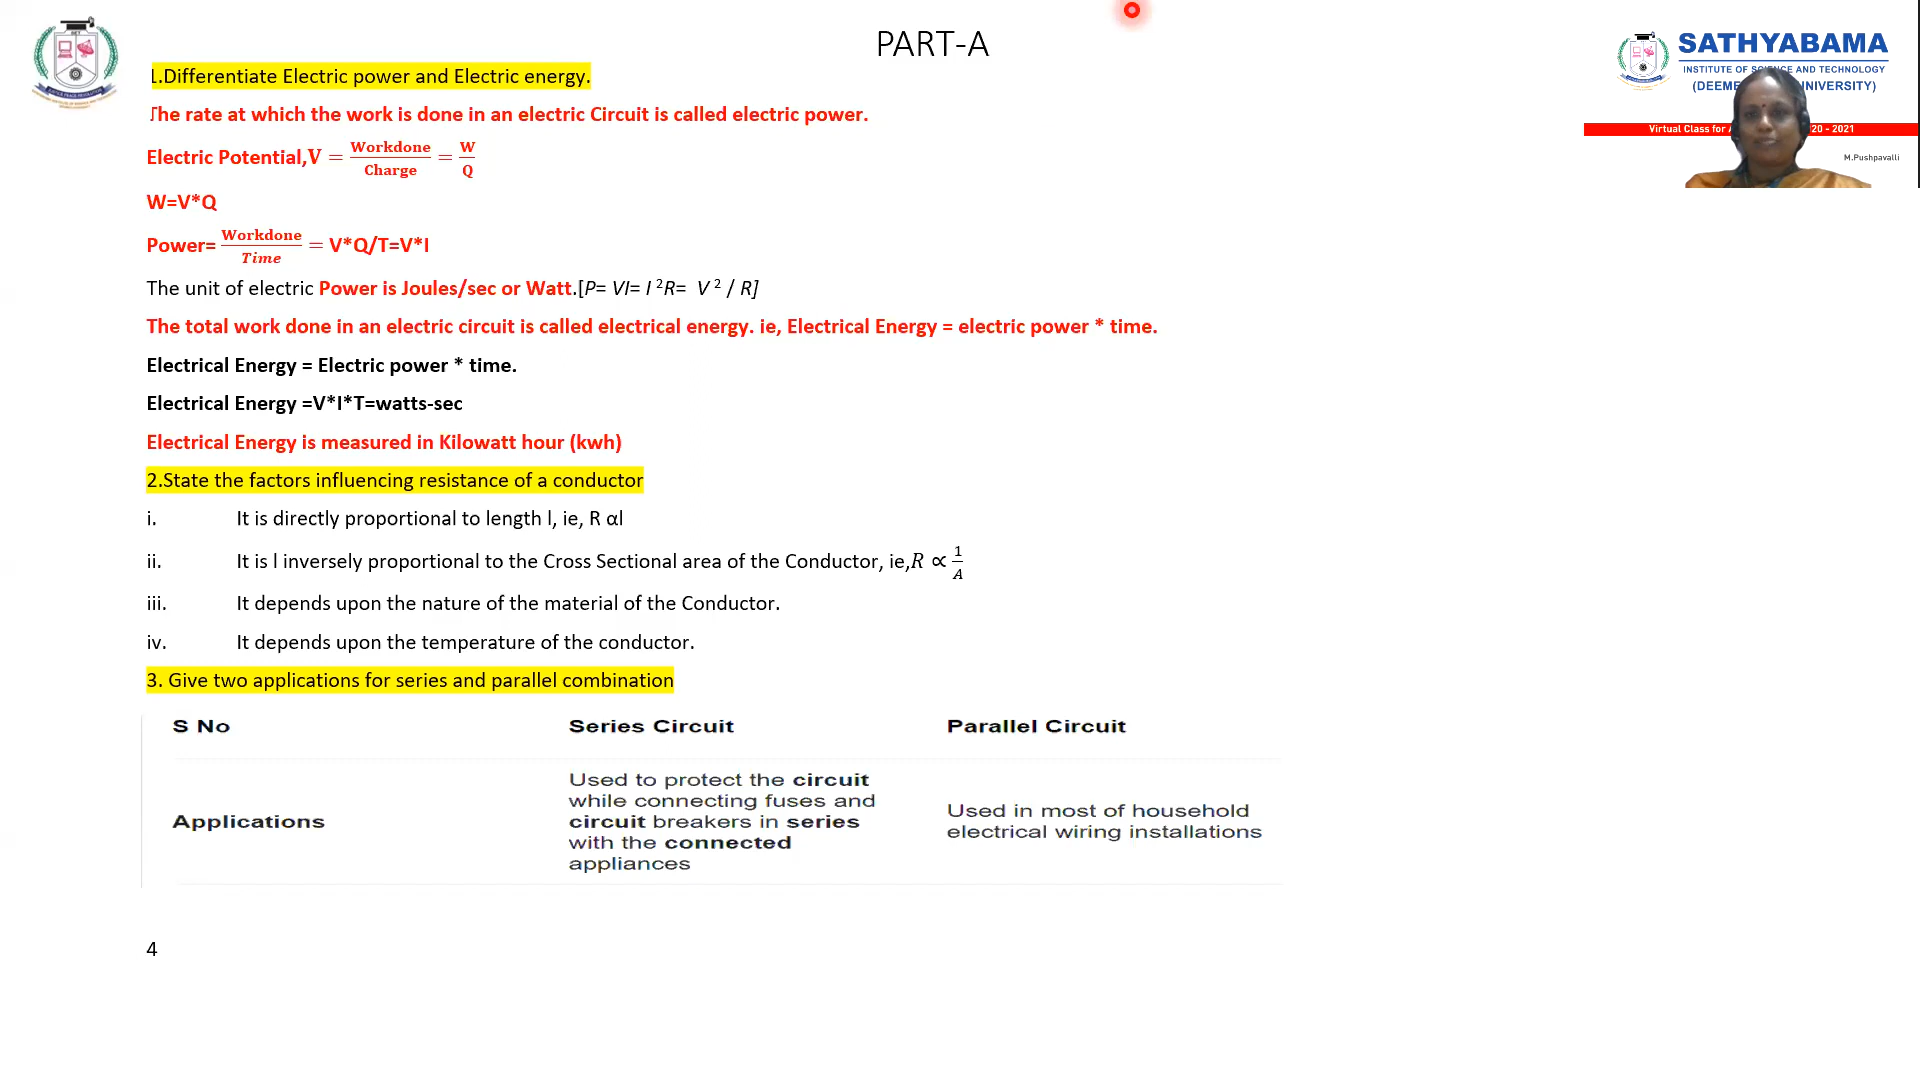 PART-A
1.Differentiate Electric power and Electric energy.
The rate at which the work is done in an electric Circuit is called electric power.
Electric Potential,V = Workdone/Charge = W/Q
W=V*Q
Power= Workdone/Time = V*Q/T=V*I
The unit of electric Power is Joules/sec or Watt.[P= VI= I ²R= V ² / R]
The total work done in an electric circuit is called electrical energy. ie, Electrical Energy = electric power * time.
Electrical Energy = Electric power * time.
Electrical Energy =V*I*T=watts-sec
Electrical Energy is measured in Kilowatt hour (kwh)
2.State the factors influencing resistance of a conductor
i. It is directly proportional to length l, ie, R αl
ii. It is l inversely proportional to the Cross Sectional area of the Conductor, ie,R ∝ 1/A
iii. It depends upon the nature of the material of the Conductor.
iv. It depends upon the temperature of the conductor.
3. Give two applications for series and parallel combination
S No Series Circuit Parallel Circuit
Applications
Used to protect the circuit
while connecting fuses and
circuit breakers in series
with the connected
appliances
Used in most of household
electrical wiring installations
4
SATHYABAMA
INSTITUTE OF SCIENCE AND TECHNOLOGY
(DEEME UNIVERSITY)
Virtual Class for 20 - 2021
M.Pushpavalli